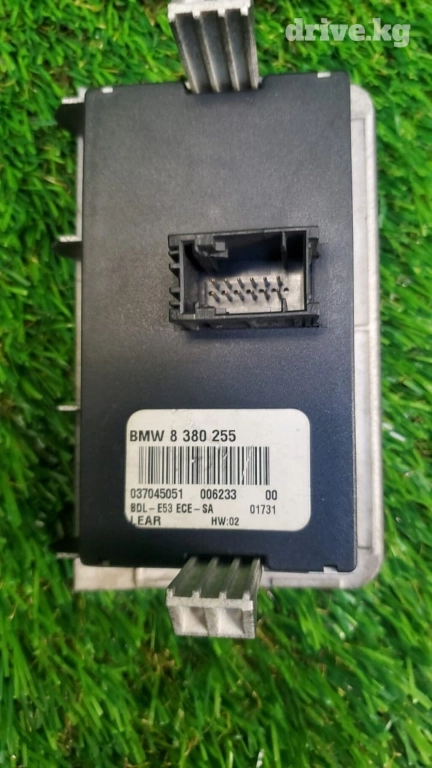 drive.kg
BMW 8 380 255
037045051 006233 00
BDL-E53 ECE-SA 01731
LEAR HW:02